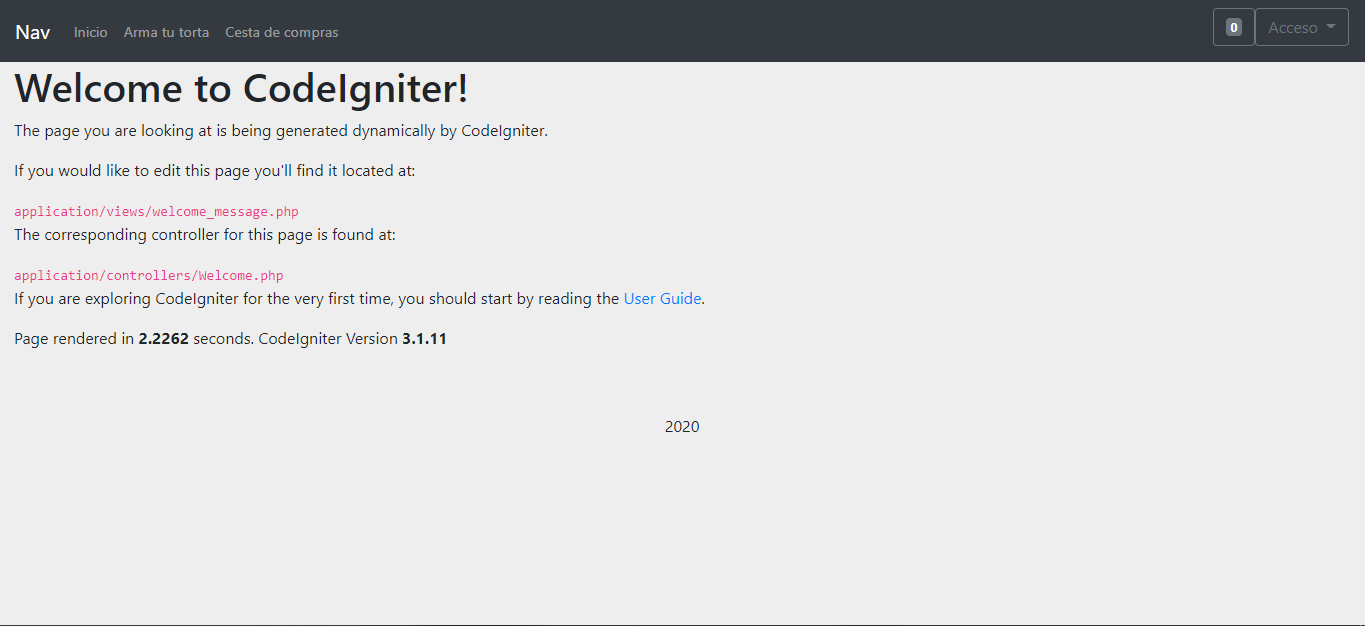 Nav Inicio Arma tu torta Cesta de compras 0 Acceso
Welcome to CodeIgniter!
The page you are looking at is being generated dynamically by CodeIgniter.
If you would like to edit this page you'll find it located at:
application/views/welcome_message.php
The corresponding controller for this page is found at:
application/controllers/Welcome.php
If you are exploring CodeIgniter for the very first time, you should start by reading the User Guide.
Page rendered in 2.2262 seconds. CodeIgniter Version 3.1.11
2020